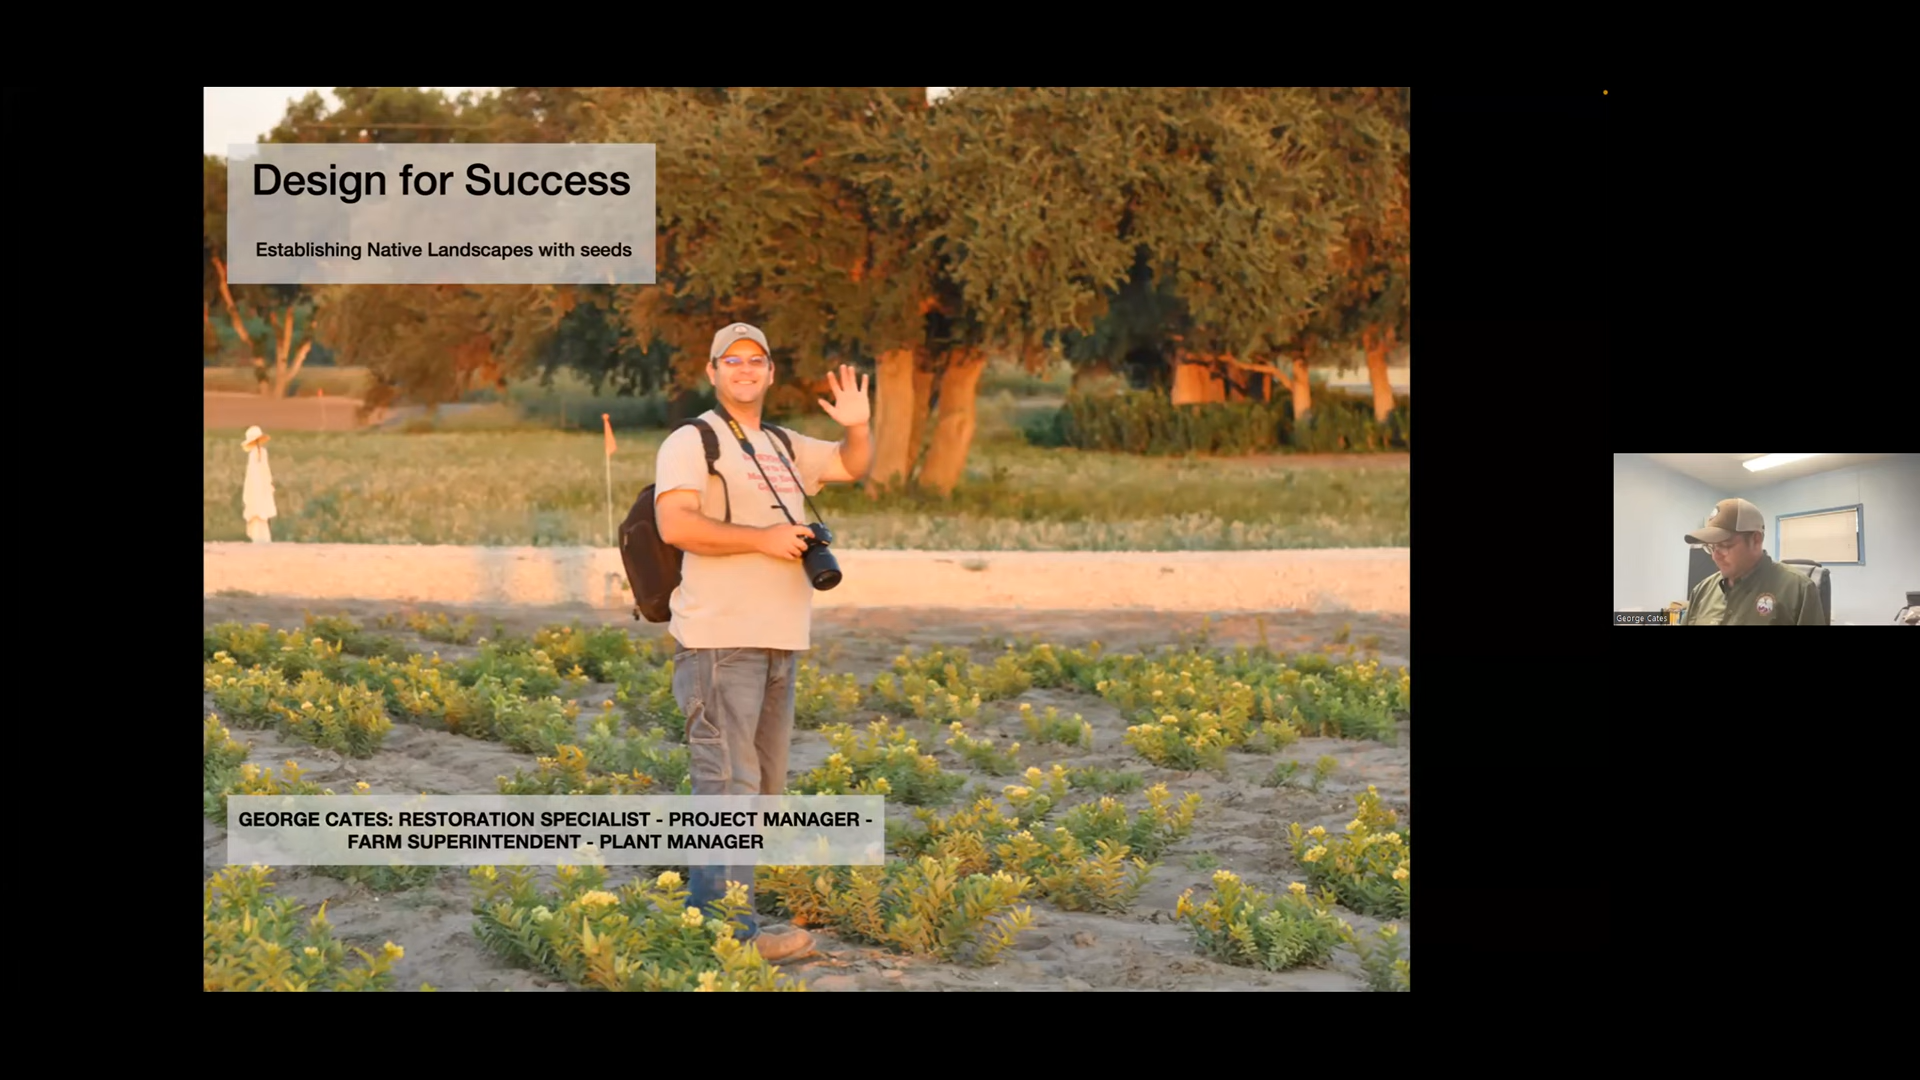 Design for Success
Establishing Native Landscapes with seeds
GEORGE CATES: RESTORATION SPECIALIST - PROJECT MANAGER -
FARM SUPERINTENDENT - PLANT MANAGER
George Cates